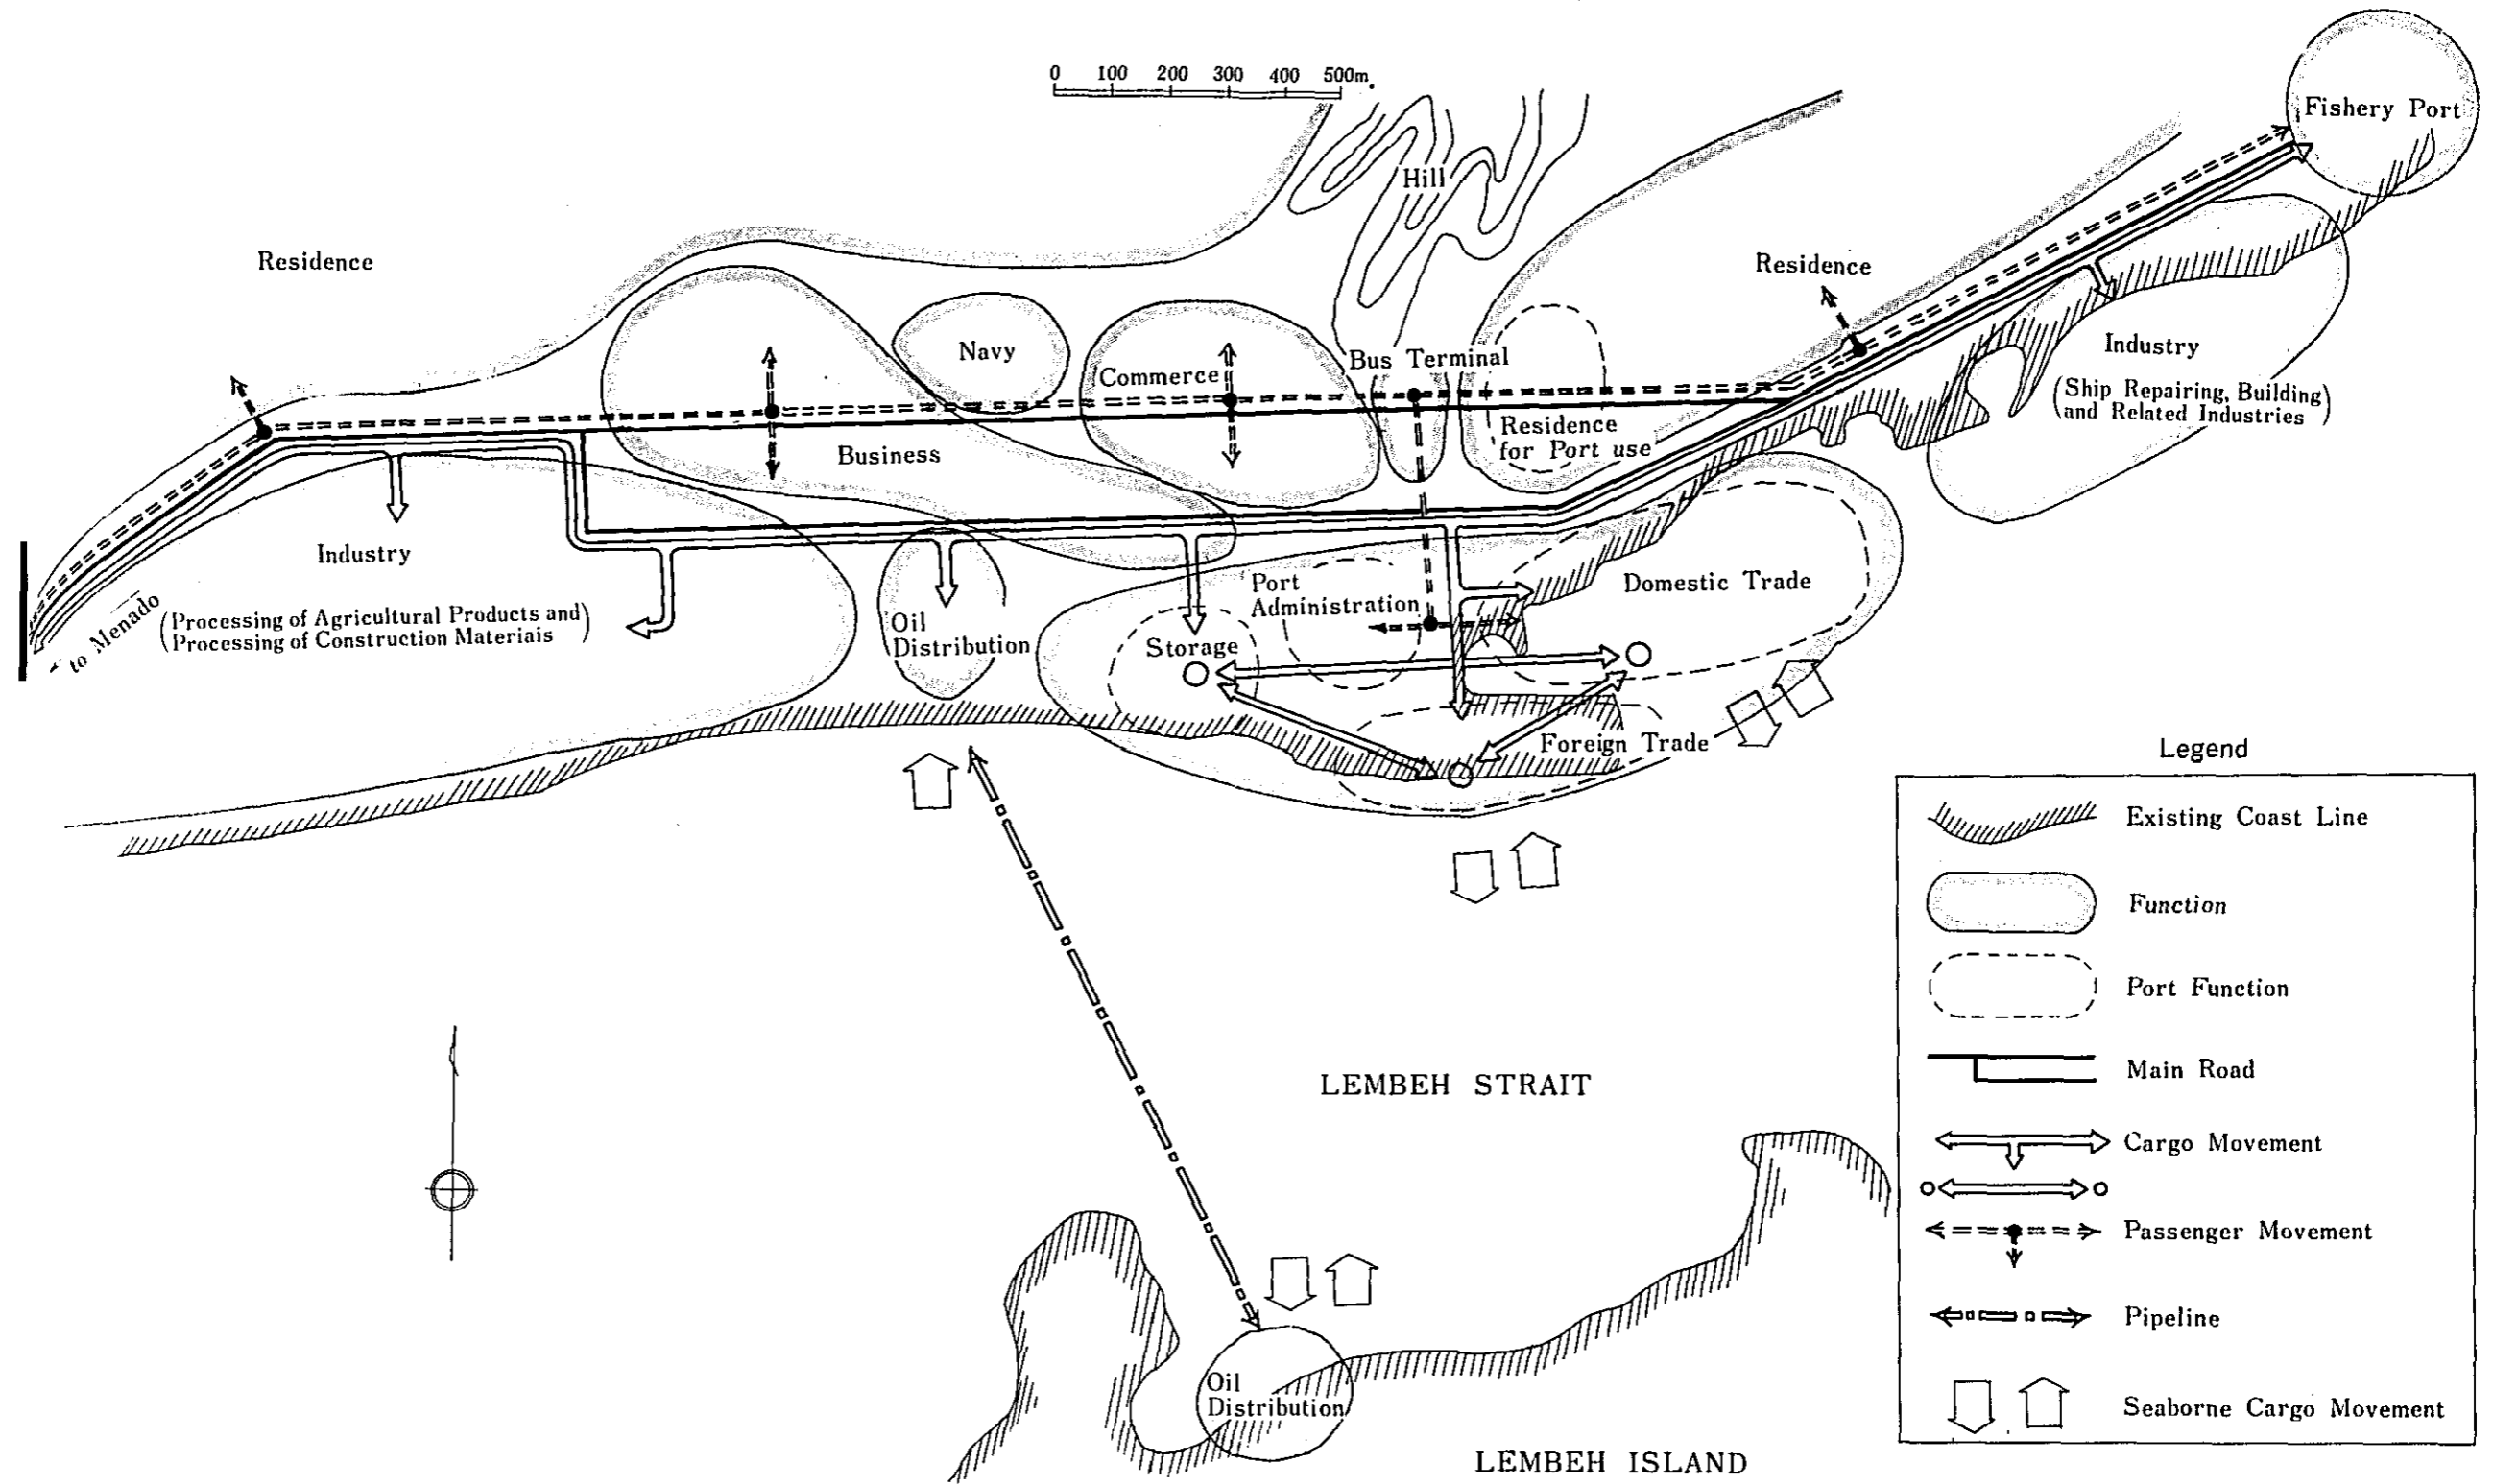 0 100 200 300 400 500m
Fishery Port
Hill
Residence
Residence
Navy
Commerce
Bus Terminal
Industry
(Ship Repairing, Building
and Related Industries)
Residence
for Port use
Business
Industry
(Processing of Agricultural Products and
Processing of Construction Materiais)
to Menado
Oil
Distribution
Port
Administration
Storage
Domestic Trade
Foreign Trade
Legend
Existing Coast Line
Function
Port Function
Main Road
Cargo Movement
Passenger Movement
Pipeline
Seaborne Cargo Movement
LEMBEH STRAIT
Oil
Distribution
LEMBEH ISLAND